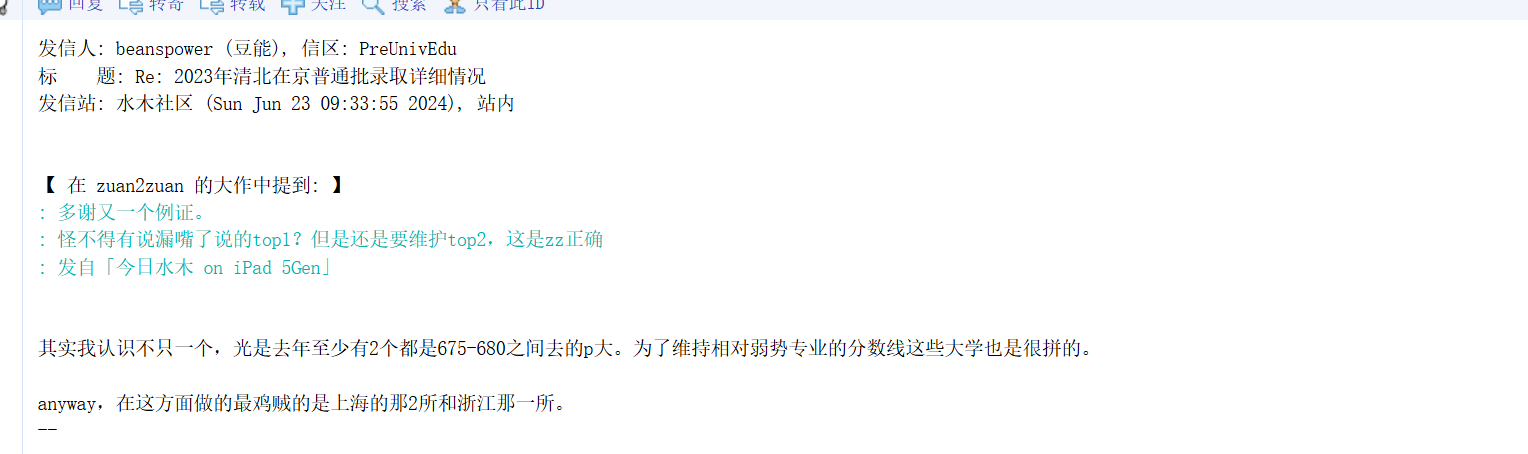 回复 转寄 转载 关注 搜索 只看此ID
发信人: beanspower (豆能), 信区: PreUnivEdu
标    题: Re: 2023年清北在京普通批录取详细情况
发信站: 水木社区 (Sun Jun 23 09:33:55 2024), 站内
【 在 zuan2zuan 的大作中提到: 】
: 多谢又一个例证。
: 怪不得有说漏嘴了说的top1？但是还是要维护top2，这是zz正确
: 发自「今日水木 on iPad 5Gen」
其实我认识不只一个，光是去年至少有2个都是675-680之间去的p大。为了维持相对弱势专业的分数线这些大学也是很拼的。
anyway，在这方面做的最鸡贼的是上海的那2所和浙江那一所。
--